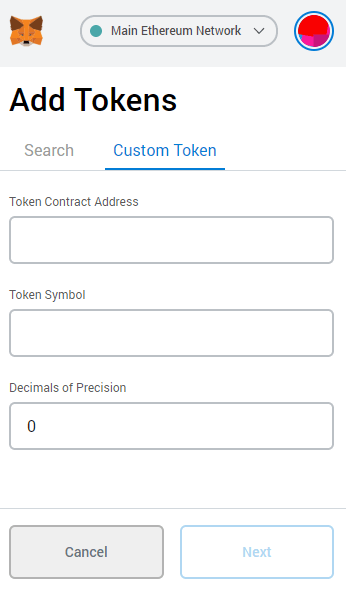 Main Ethereum Network
Add Tokens
Search
Custom Token
Token Contract Address
Token Symbol
Decimals of Precision
0
Cancel
Next